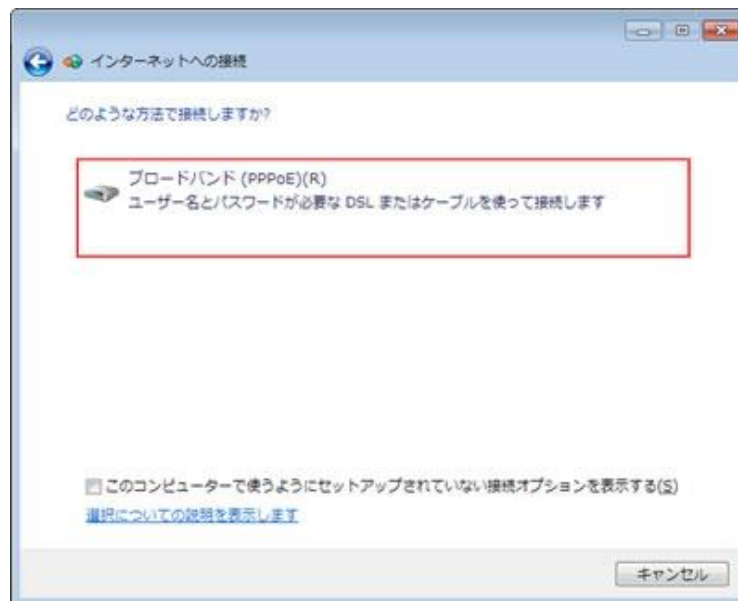 インターネットへの接続
どのような方法で接続しますか?
ブロードバンド (PPPoE)(R)
ユーザー名とパスワードが必要な DSL またはケーブルを使って接続します
このコンピューターで使うようにセットアップされていない接続オプションを表示する(S)
選択についての説明を表示します
キャンセル